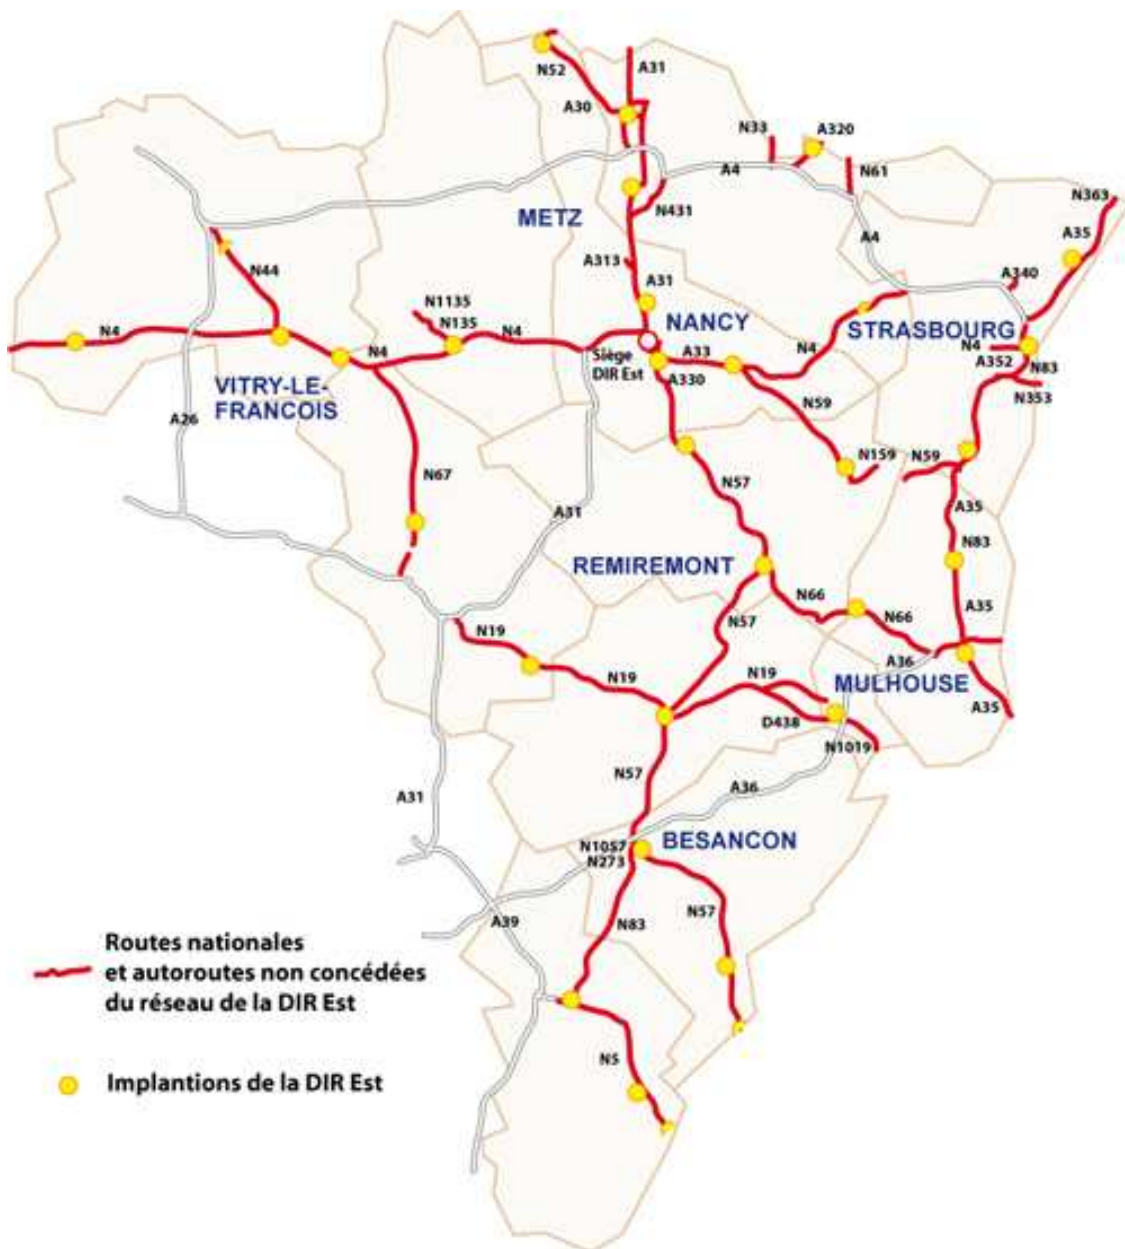 N52
A31
A30
N33
A320
A4
N61
N363
METZ
N431
A4
A35
A313
N44
A340
A31
N1135
N135
NANCY
N4
N4
STRASBOURG
N4
N4
Siège
DIR Est
A33
N4
A352
N83
A330
N353
VITRY-LE-
FRANCOIS
A26
N59
N59
N159
N67
N57
A35
A31
N83
REMIREMONT
N66
N66
A35
N57
N19
A36
N19
N19
MULHOUSE
D438
A35
N1019
N57
A36
A31
N1057
BESANCON
N273
N57
A39
N83
Routes nationales
et autoroutes non concédées
du réseau de la DIR Est
N5
Implantions de la DIR Est